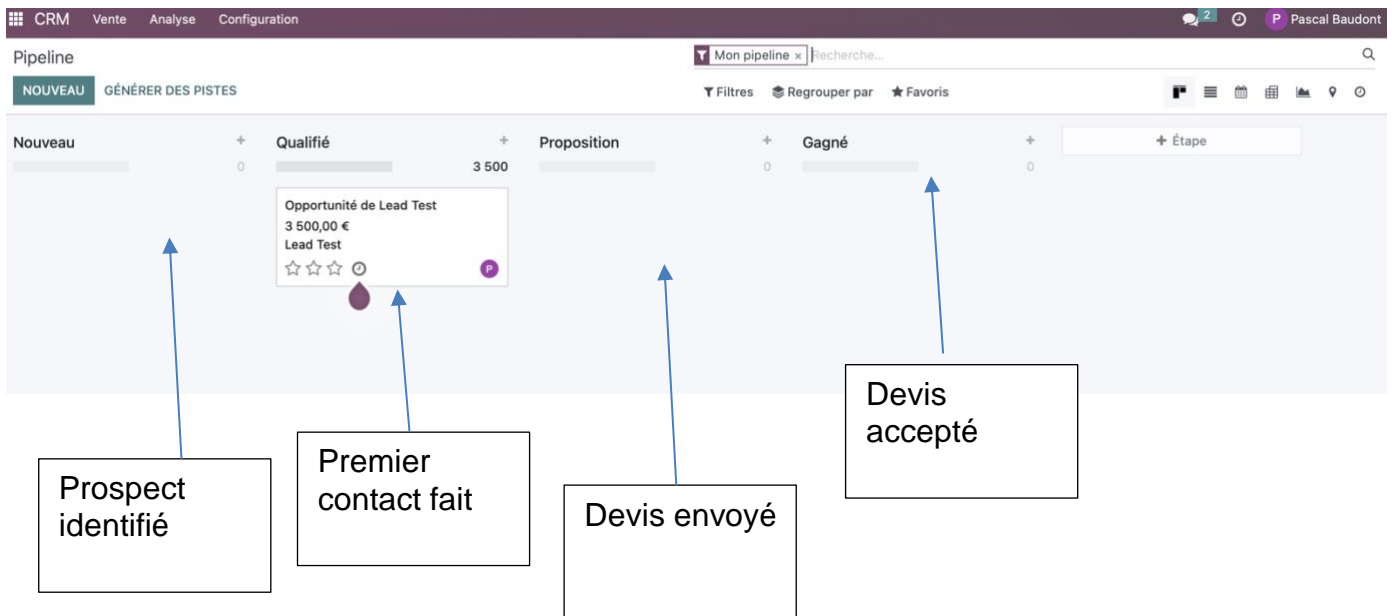 CRM Vente Analyse Configuration 2 P Pascal Baudont
Pipeline Mon pipeline × Recherche...
NOUVEAU GÉNÉRER DES PISTES Filtres Regrouper par Favoris
Nouveau + Qualifié + Proposition + Gagné + + Étape
0 3 500 0 0
Opportunité de Lead Test
3 500,00 €
Lead Test
P
Devis
accepté
Premier
contact fait
Prospect
identifié
Devis envoyé